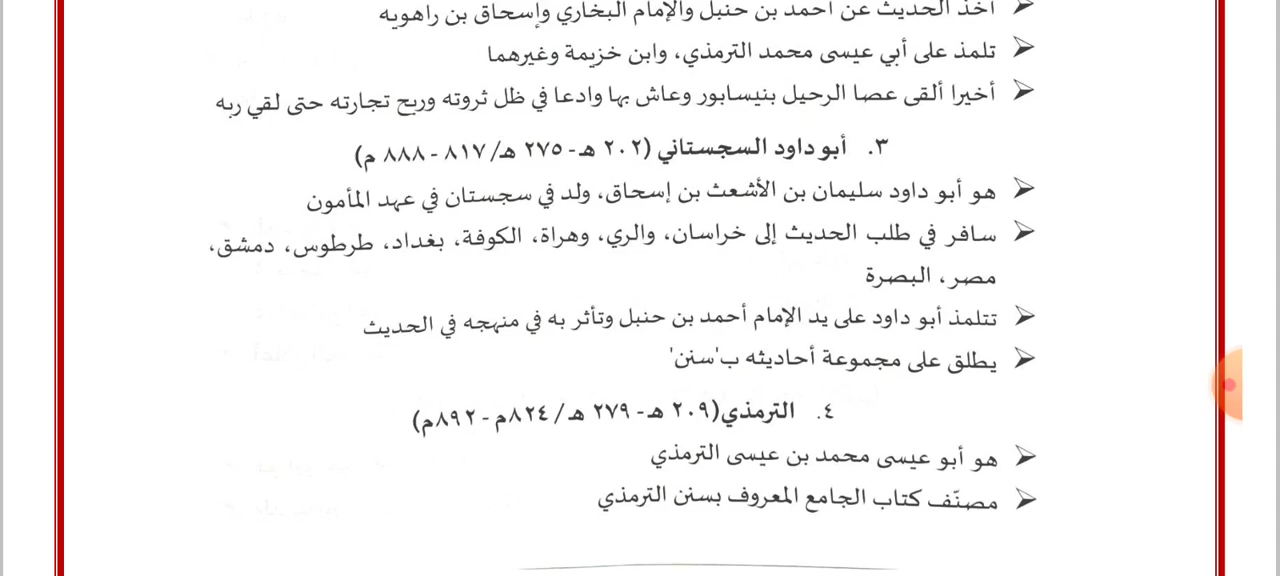 أخذ الحديث عن أحمد بن حنبل والإمام البخاري وإسحاق بن راهويه
تلمذ على أبي عيسى محمد الترمذي، وابن خزيمة وغيرهما
أخيرا ألقى عصا الرحيل بنيسابور وعاش بها وادعا في ظل ثروته وربح تجارته حتى لقي ربه
٣. أبو داود السجستاني (٢٠٢ هـ- ٢٧٥ هـ/ ٨١٧ - ٨٨٨ م)
هو أبو داود سليمان بن الأشعث بن إسحاق، ولد في سجستان في عهد المأمون
سافر في طلب الحديث إلى خراسان، والري، وهراة، الكوفة، بغداد، طرطوس، دمشق،
مصر، البصرة
تتلمذ أبو داود على يد الإمام أحمد بن حنبل وتأثر به في منهجه في الحديث
يطلق على مجموعة أحاديثه ب'سنن'
٤. الترمذي(٢٠٩ هـ- ٢٧٩ هـ/ ٨٢٤م - ٨٩٢م)
هو أبو عيسى محمد بن عيسى الترمذي
مصنّف كتاب الجامع المعروف بسنن الترمذي